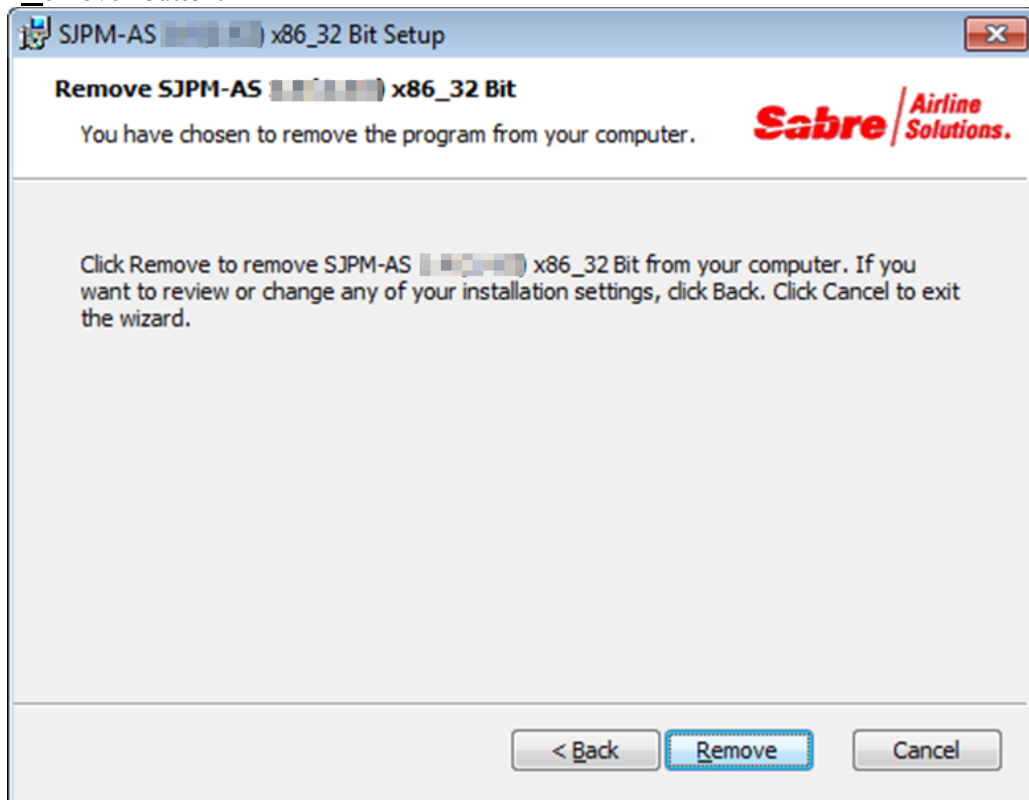 SJPM-AS x86_32 Bit Setup
Remove SJPM-AS x86_32 Bit
You have chosen to remove the program from your computer.
Sabre Airline Solutions.
Click Remove to remove SJPM-AS x86_32 Bit from your computer. If you
want to review or change any of your installation settings, click Back. Click Cancel to exit
the wizard.
< Back
Remove
Cancel